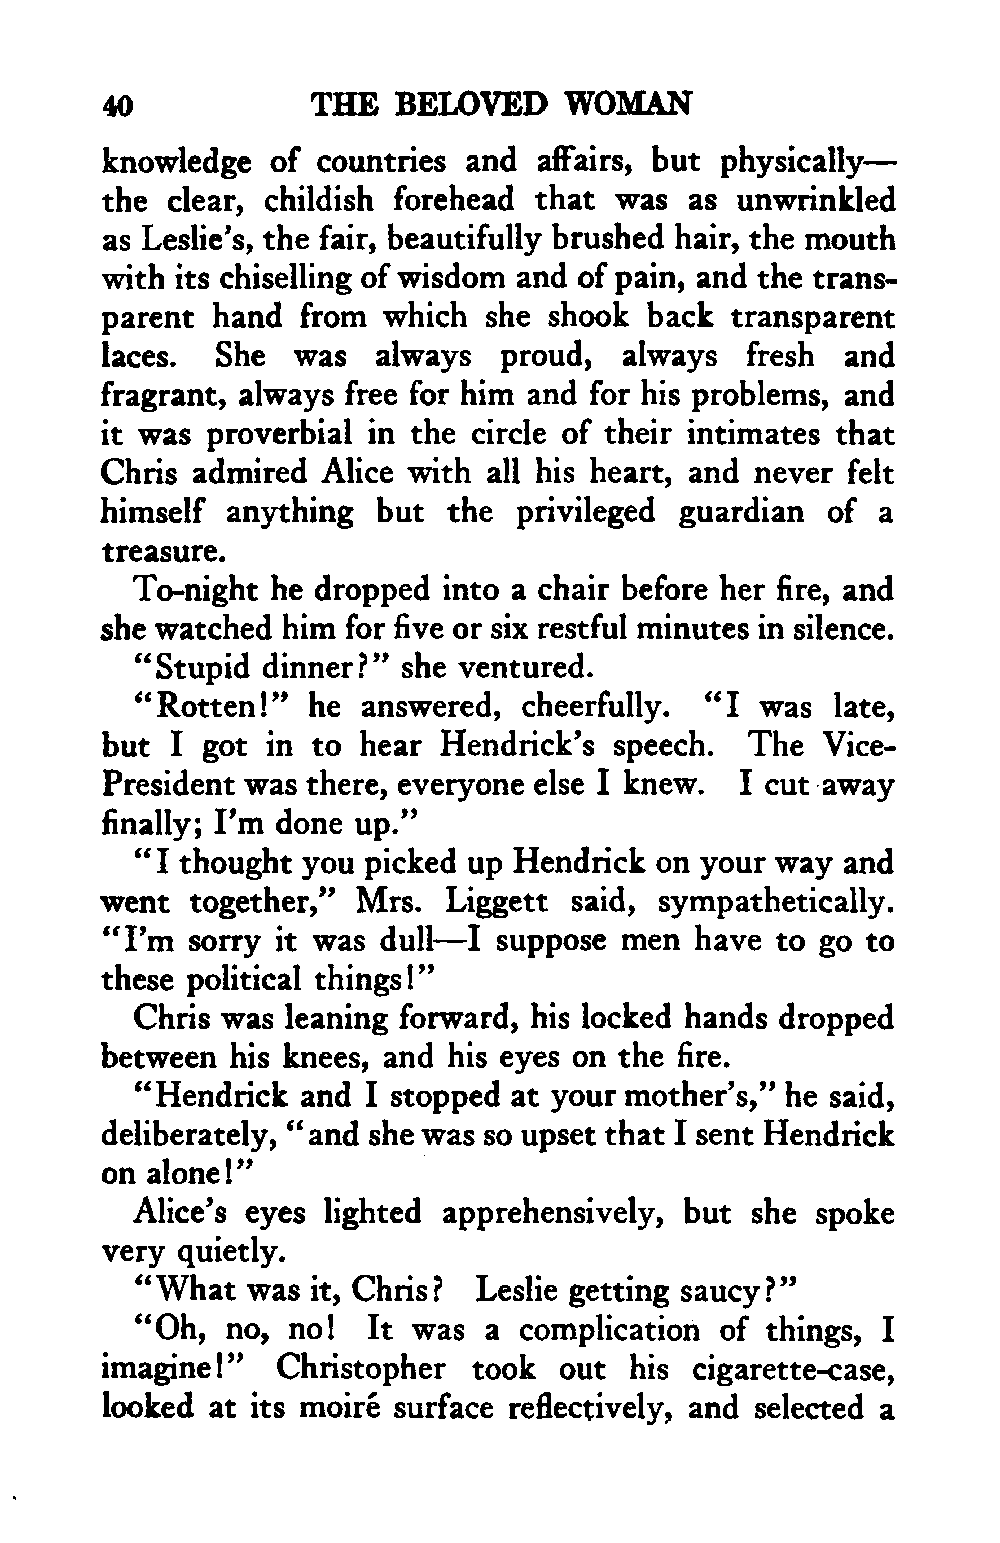 40 THE BELOVED WOMAN
knowledge of countries and affairs, but physically—
the clear, childish forehead that was as unwrinkled
as Leslie's, the fair, beautifully brushed hair, the mouth
with its chiselling of wisdom and of pain, and the trans-
parent hand from which she shook back transparent
laces. She was always proud, always fresh and
fragrant, always free for him and for his problems, and
it was proverbial in the circle of their intimates that
Chris admired Alice with all his heart, and never felt
himself anything but the privileged guardian of a
treasure.
To-night he dropped into a chair before her fire, and
she watched him for five or six restful minutes in silence.
“Stupid dinner?” she ventured.
“Rotten!” he answered, cheerfully. “I was late,
but I got in to hear Hendrick's speech. The Vice-
President was there, everyone else I knew. I cut away
finally; I'm done up.”
“I thought you picked up Hendrick on your way and
went together,” Mrs. Liggett said, sympathetically.
“I'm sorry it was dull—I suppose men have to go to
these political things!”
Chris was leaning forward, his locked hands dropped
between his knees, and his eyes on the fire.
“Hendrick and I stopped at your mother's,” he said,
deliberately, “and she was so upset that I sent Hendrick
on alone!”
Alice's eyes lighted apprehensively, but she spoke
very quietly.
“What was it, Chris? Leslie getting saucy?”
“Oh, no, no! It was a complication of things, I
imagine!” Christopher took out his cigarette-case,
looked at its moiré surface reflectively, and selected a